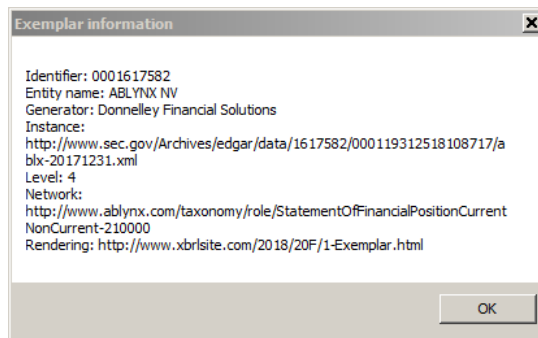 Exemplar information
Identifier: 0001617582
Entity name: ABLYNX NV
Generator: Donnelley Financial Solutions
Instance:
http://www.sec.gov/Archives/edgar/data/1617582/000119312518108717/a
blx-20171231.xml
Level: 4
Network:
http://www.ablynx.com/taxonomy/role/StatementOfFinancialPositionCurrent
NonCurrent-210000
Rendering: http://www.xbrlsite.com/2018/20F/1-Exemplar.html
OK